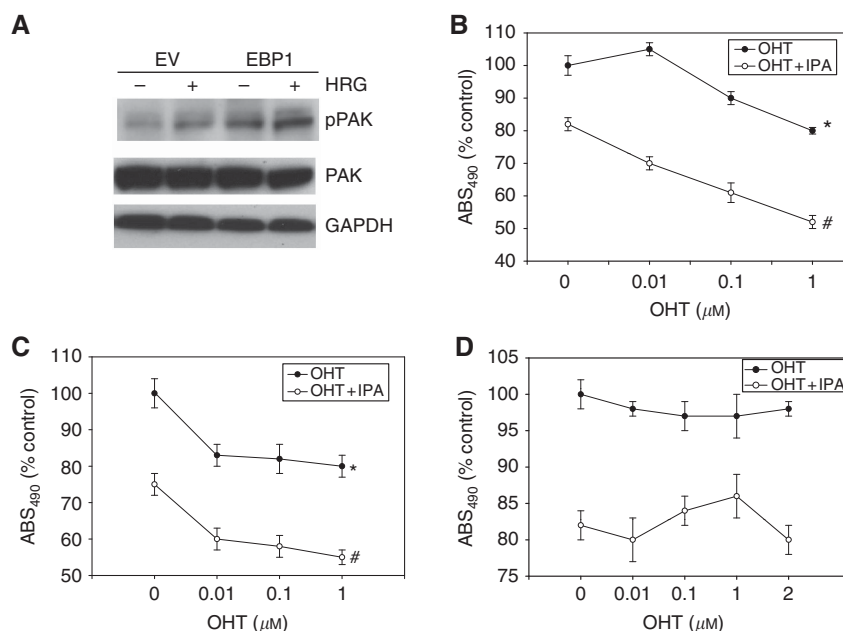 A
EV EBP1
– + – + HRG
pPAK
PAK
GAPDH
B
110
100
90
80
70
60
50
40
ABS490 (% control)
OHT
OHT+IPA
*
#
0 0.01 0.1 1
OHT (μM)
C
110
100
90
80
70
60
50
ABS490 (% control)
OHT
OHT+IPA
*
#
0 0.01 0.1 1
OHT (μM)
D
105
100
95
90
85
80
75
ABS490 (% control)
OHT
OHT+IPA
0 0.01 0.1 1 2
OHT (μM)